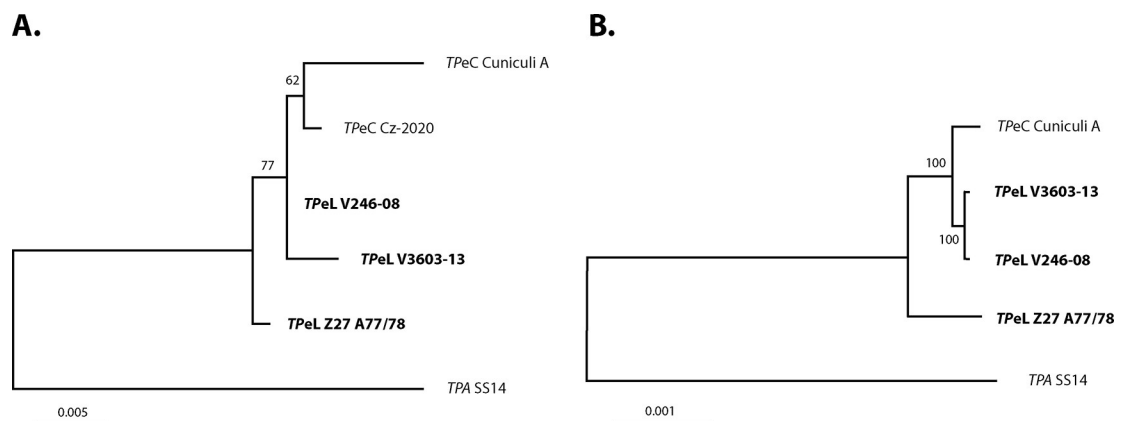 A.
62
TPeC Cuniculi A
TPeC Cz-2020
77
TPeL V246-08
TPeL V3603-13
TPeL Z27 A77/78
TPA SS14
0.005
B.
TPeC Cuniculi A
100
TPeL V3603-13
100
TPeL V246-08
TPeL Z27 A77/78
TPA SS14
0.001